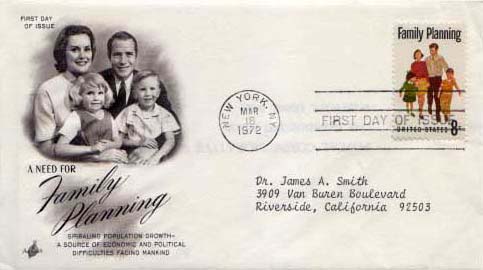 FIRST DAY
OF ISSUE
A NEED FOR
Family
Planning
SPIRALING POPULATION GROWTH-
A SOURCE OF ECONOMIC AND POLITICAL
DIFFICULTIES FACING MANKIND
NEW YORK, NY
MAR
18
1972
Family Planning
FIRST DAY OF ISSUE
UNITED STATES 8¢
Dr. James A. Smith
3909 Van Buren Boulevard
Riverside, California 92503